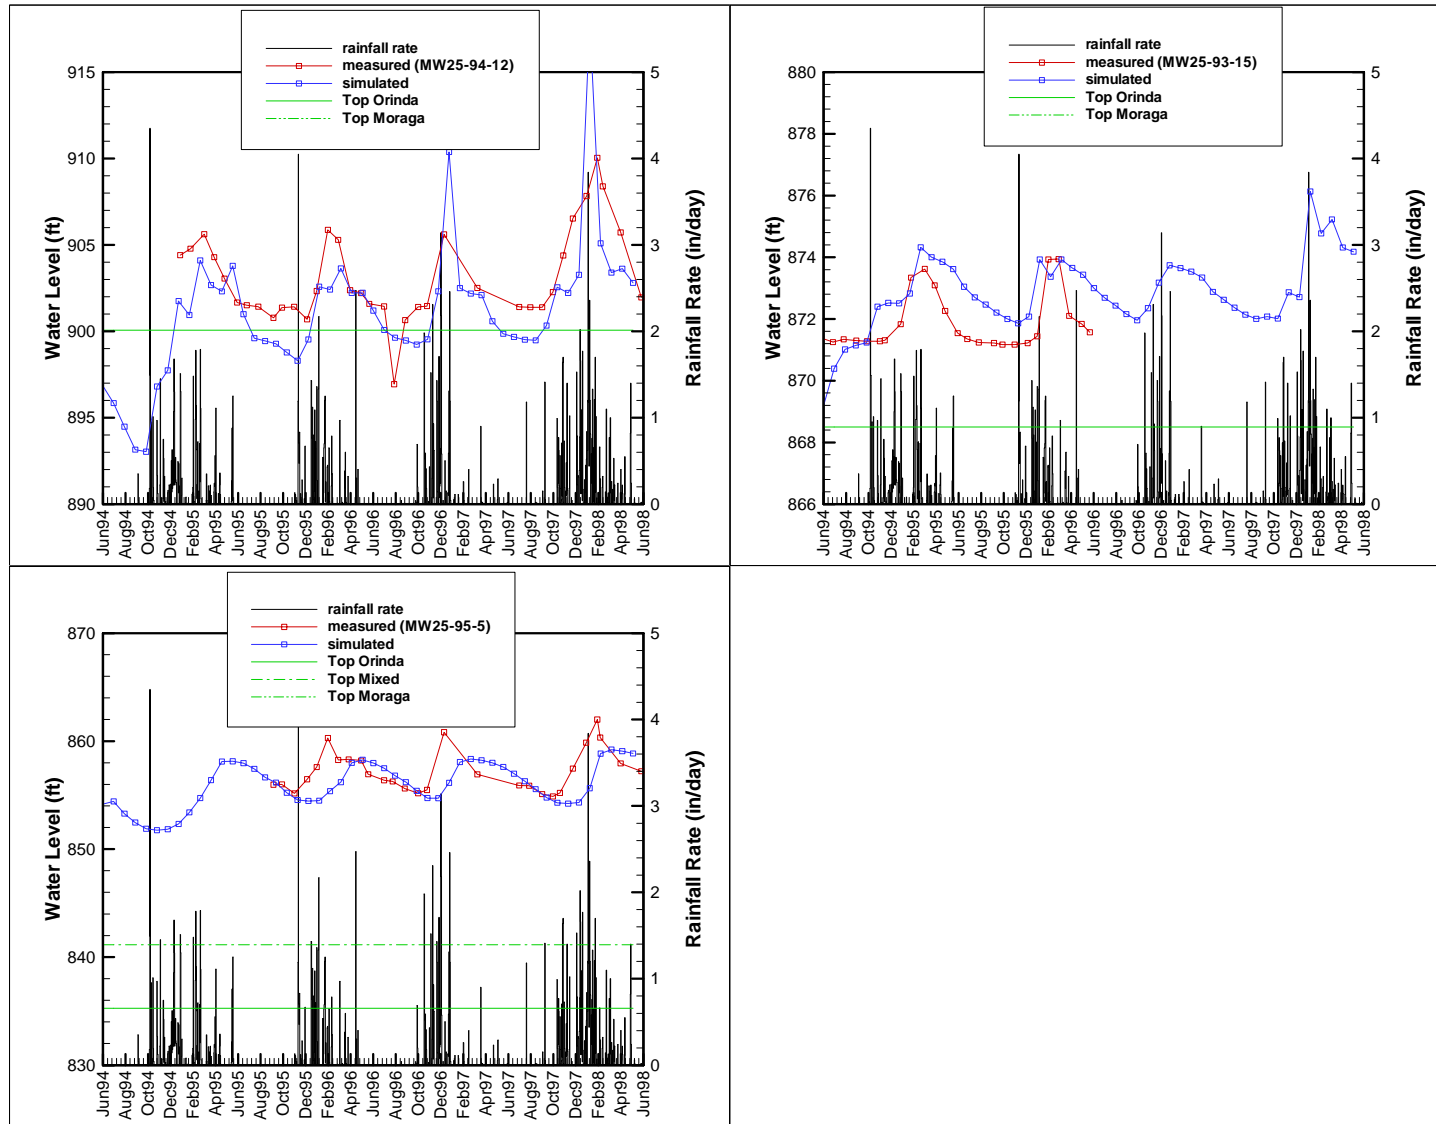 rainfall rate
measured (MW25-94-12)
simulated
Top Orinda
Top Moraga
915
910
905
900
895
890
Water Level (ft)
5
4
3
2
1
0
Rainfall Rate (in/day)
Jun94
Aug94
Oct94
Dec94
Feb95
Apr95
Jun95
Aug95
Oct95
Dec95
Feb96
Apr96
Jun96
Aug96
Oct96
Dec96
Feb97
Apr97
Jun97
Aug97
Oct97
Dec97
Feb98
Apr98
Jun98
rainfall rate
measured (MW25-93-15)
simulated
Top Orinda
Top Moraga
880
878
876
874
872
870
868
866
Water Level (ft)
5
4
3
2
1
0
Rainfall Rate (in/day)
Jun94
Aug94
Oct94
Dec94
Feb95
Apr95
Jun95
Aug95
Oct95
Dec95
Feb96
Apr96
Jun96
Aug96
Oct96
Dec96
Feb97
Apr97
Jun97
Aug97
Oct97
Dec97
Feb98
Apr98
Jun98
rainfall rate
measured (MW25-95-5)
simulated
Top Orinda
Top Mixed
Top Moraga
870
860
850
840
830
Water Level (ft)
5
4
3
2
1
0
Rainfall Rate (in/day)
Jun94
Aug94
Oct94
Dec94
Feb95
Apr95
Jun95
Aug95
Oct95
Dec95
Feb96
Apr96
Jun96
Aug96
Oct96
Dec96
Feb97
Apr97
Jun97
Aug97
Oct97
Dec97
Feb98
Apr98
Jun98